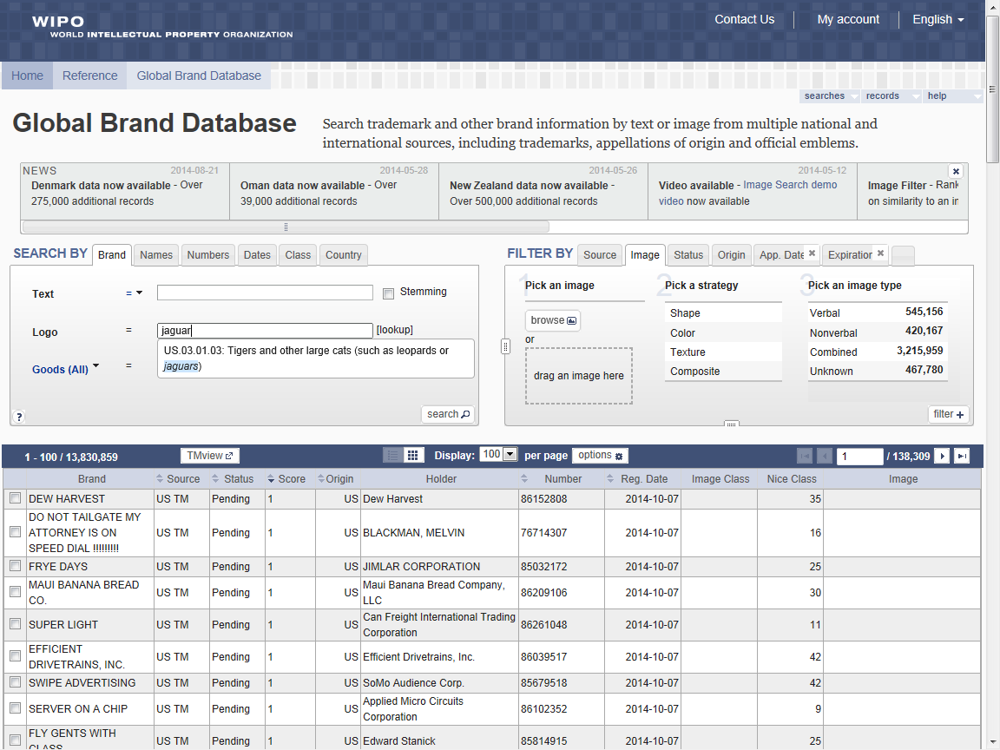 WIPO
WORLD INTELLECTUAL PROPERTY ORGANIZATION
Contact Us
My account
English
Home
Reference
Global Brand Database
searches
records
help
Global Brand Database
Search trademark and other brand information by text or image from multiple national and
international sources, including trademarks, appellations of origin and official emblems.
NEWS
2014-08-21
Denmark data now available - Over
275,000 additional records
2014-05-28
Oman data now available - Over
39,000 additional records
2014-05-26
New Zealand data now available -
Over 500,000 additional records
2014-05-12
Video available - Image Search demo
video now available
Image Filter - Rank
on similarity to an in
SEARCH BY Brand Names Numbers Dates Class Country
Text = Stemming
Logo = jaguar [lookup]
US.03.01.03: Tigers and other large cats (such as leopards or
jaguars)
Goods (All) =
?
search
FILTER BY Source Image Status Origin App. Date Expiration
1 Pick an image
browse
or
drag an image here
2 Pick a strategy
Shape
Color
Texture
Composite
3 Pick an image type
Verbal 545,156
Nonverbal 420,167
Combined 3,215,959
Unknown 467,780
filter +
1 - 100 / 13,830,859 TMview Display: 100 per page options 1 / 138,309
Brand Source Status Score Origin Holder Number Reg. Date Image Class Nice Class Image
DEW HARVEST US TM Pending 1 US Dew Harvest 86152808 2014-10-07 35
DO NOT TAILGATE MY
ATTORNEY IS ON
SPEED DIAL !!!!!!!!! US TM Pending 1 US BLACKMAN, MELVIN 76714307 2014-10-07 16
FRYE DAYS US TM Pending 1 US JIMLAR CORPORATION 85032172 2014-10-07 25
MAUI BANANA BREAD
CO. US TM Pending 1 US Maui Banana Bread Company,
LLC 86209106 2014-10-07 30
SUPER LIGHT US TM Pending 1 US Can Freight International Trading
Corporation 86261048 2014-10-07 11
EFFICIENT
DRIVETRAINS, INC. US TM Pending 1 US Efficient Drivetrains, Inc. 86039517 2014-10-07 42
SWIPE ADVERTISING US TM Pending 1 US SoMo Audience Corp. 85679518 2014-10-07 42
SERVER ON A CHIP US TM Pending 1 US Applied Micro Circuits
Corporation 86102352 2014-10-07 9
FLY GENTS WITH
CLASS US TM Pending 1 US Edward Stanick 85814915 2014-10-07 25